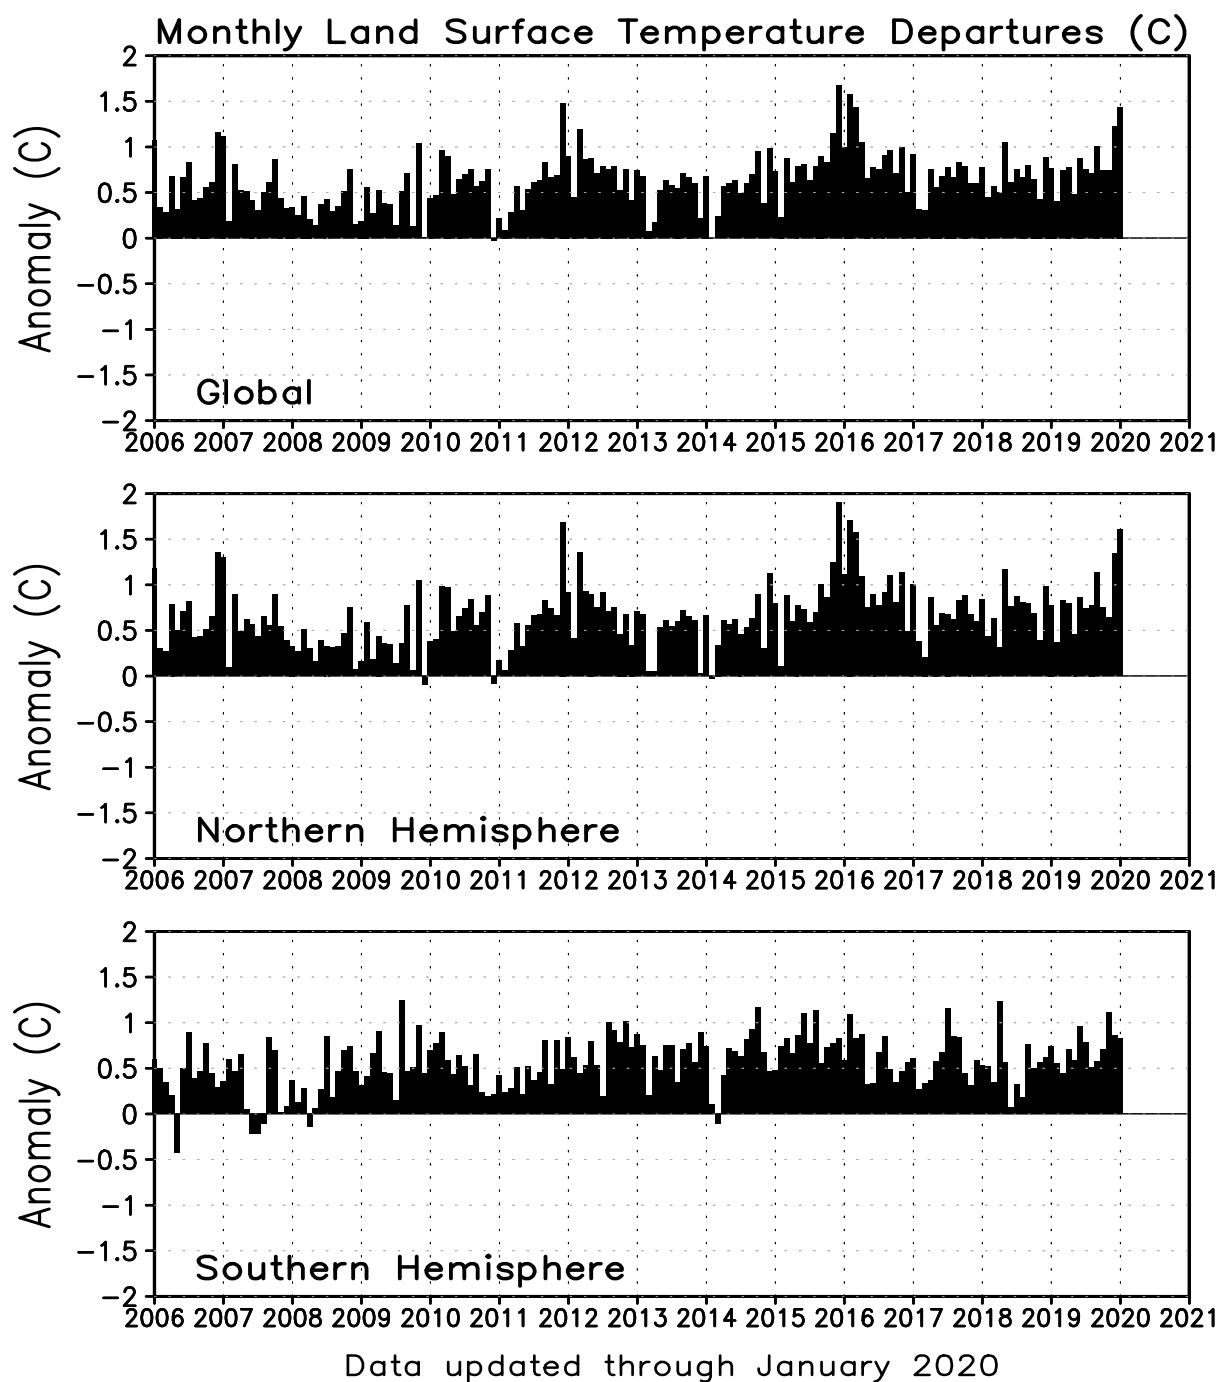 Monthly Land Surface Temperature Departures (C)
Anomaly (C)
2
1.5
1
0.5
0
−0.5
−1
−1.5
−2
Global
2006 2007 2008 2009 2010 2011 2012 2013 2014 2015 2016 2017 2018 2019 2020 2021
Anomaly (C)
2
1.5
1
0.5
0
−0.5
−1
−1.5
−2
Northern Hemisphere
2006 2007 2008 2009 2010 2011 2012 2013 2014 2015 2016 2017 2018 2019 2020 2021
Anomaly (C)
2
1.5
1
0.5
0
−0.5
−1
−1.5
−2
Southern Hemisphere
2006 2007 2008 2009 2010 2011 2012 2013 2014 2015 2016 2017 2018 2019 2020 2021
Data updated through January 2020